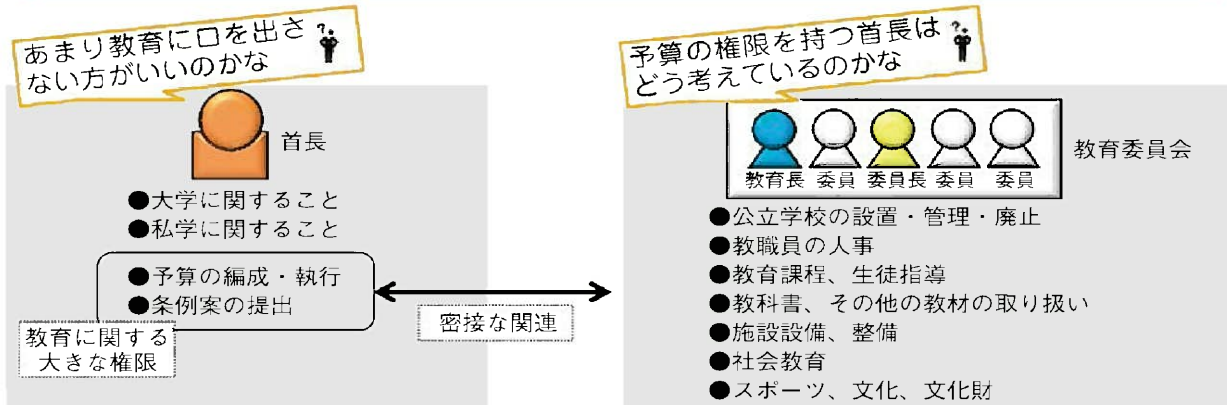 あまり教育に口を出さ
ない方がいいのかな
首長
●大学に関すること
●私学に関すること
●予算の編成・執行
●条例案の提出
教育に関する
大きな権限
密接な関連
予算の権限を持つ首長は
どう考えているのかな
教育長 委員 委員長 委員 委員
教育委員会
●公立学校の設置・管理・廃止
●教職員の人事
●教育課程、生徒指導
●教科書、その他の教材の取り扱い
●施設設備、整備
●社会教育
●スポーツ、文化、文化財